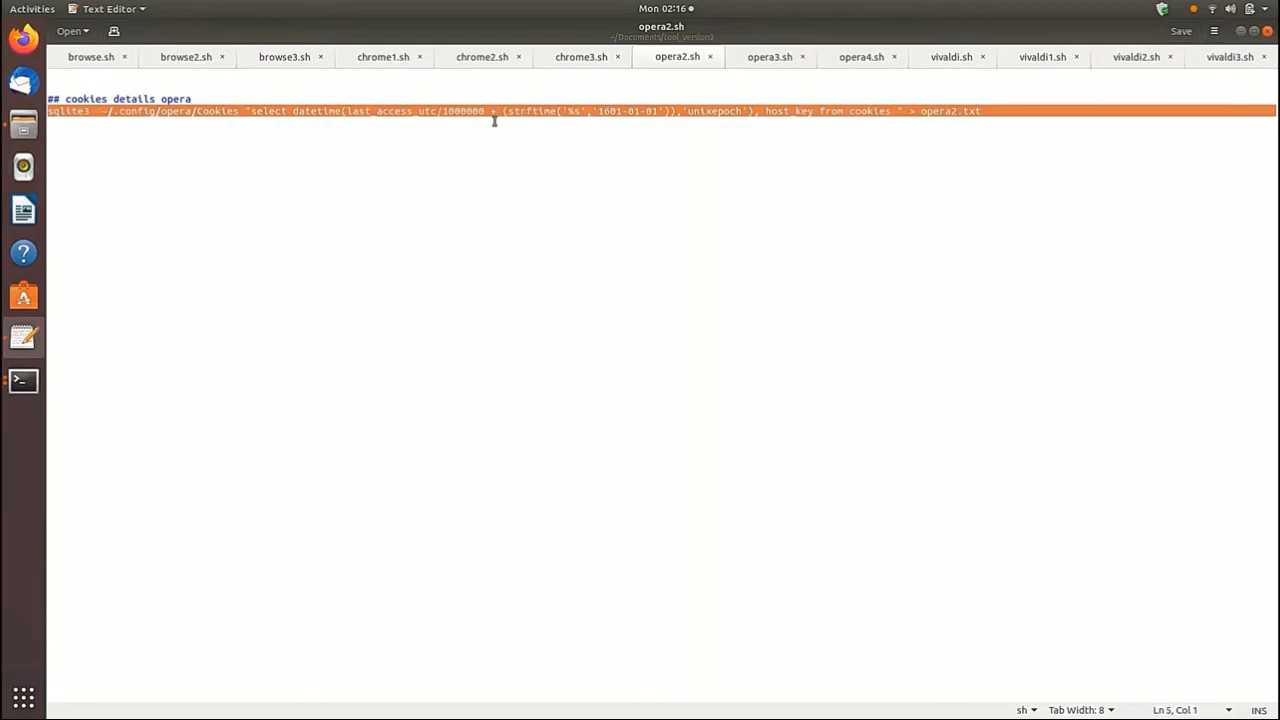 Activities
Text Editor
Mon 02:16
Open
opera2.sh
~/Documents/cool_version9
Save
browse.sh
browse2.sh
browse3.sh
chrome1.sh
chrome2.sh
chrome3.sh
opera2.sh
opera3.sh
opera4.sh
vivaldi.sh
vivaldi1.sh
vivaldi2.sh
vivaldi3.sh
## cookies details opera
sqlite3  ~/.config/opera/Cookies "select datetime(last_access_utc/1000000 + (strftime('%s','1601-01-01')),'unixepoch'), host_key from cookies " > opera2.txt
sh
Tab Width: 8
Ln 5, Col 1
INS